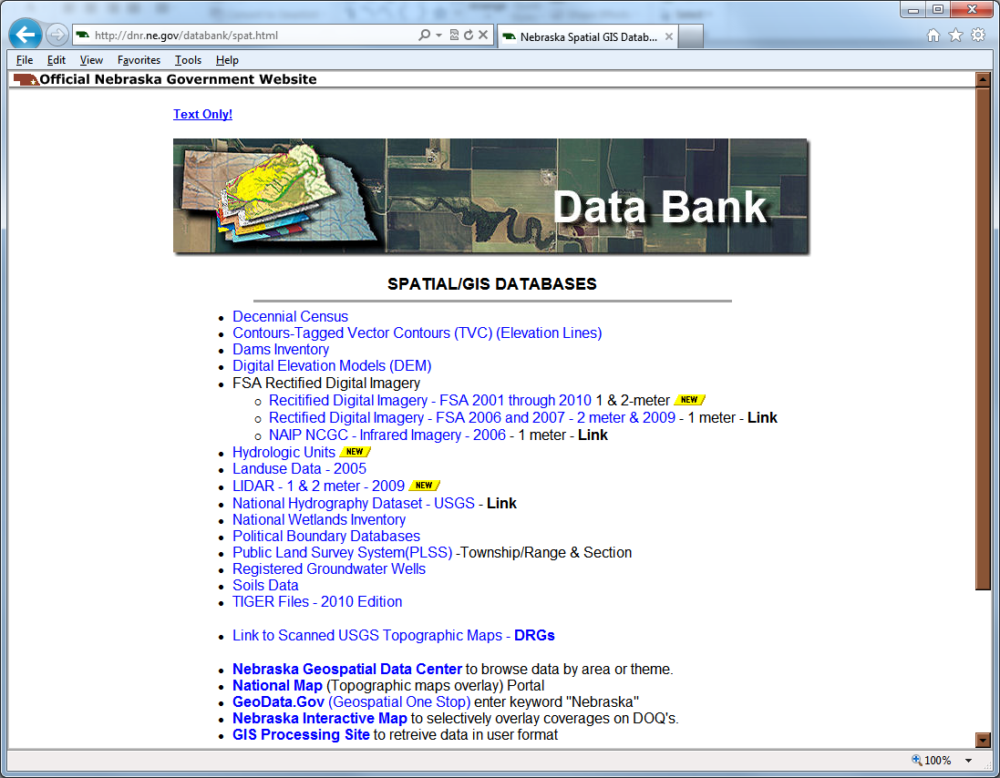 http://dnr.ne.gov/databank/spat.html
Nebraska Spatial GIS Datab...
File Edit View Favorites Tools Help
Official Nebraska Government Website
Text Only!
Data Bank
SPATIAL/GIS DATABASES
Decennial Census
Contours-Tagged Vector Contours (TVC) (Elevation Lines)
Dams Inventory
Digital Elevation Models (DEM)
FSA Rectified Digital Imagery
Recitified Digital Imagery - FSA 2001 through 2010 1 & 2-meter NEW
Rectified Digital Imagery - FSA 2006 and 2007 - 2 meter & 2009 - 1 meter - Link
NAIP NCGC - Infrared Imagery - 2006 - 1 meter - Link
Hydrologic Units NEW
Landuse Data - 2005
LIDAR - 1 & 2 meter - 2009 NEW
National Hydrography Dataset - USGS - Link
National Wetlands Inventory
Political Boundary Databases
Public Land Survey System(PLSS) -Township/Range & Section
Registered Groundwater Wells
Soils Data
TIGER Files - 2010 Edition
Link to Scanned USGS Topographic Maps - DRGs
Nebraska Geospatial Data Center to browse data by area or theme.
National Map (Topographic maps overlay) Portal
GeoData.Gov (Geospatial One Stop) enter keyword "Nebraska"
Nebraska Interactive Map to selectively overlay coverages on DOQ's.
GIS Processing Site to retreive data in user format
100%